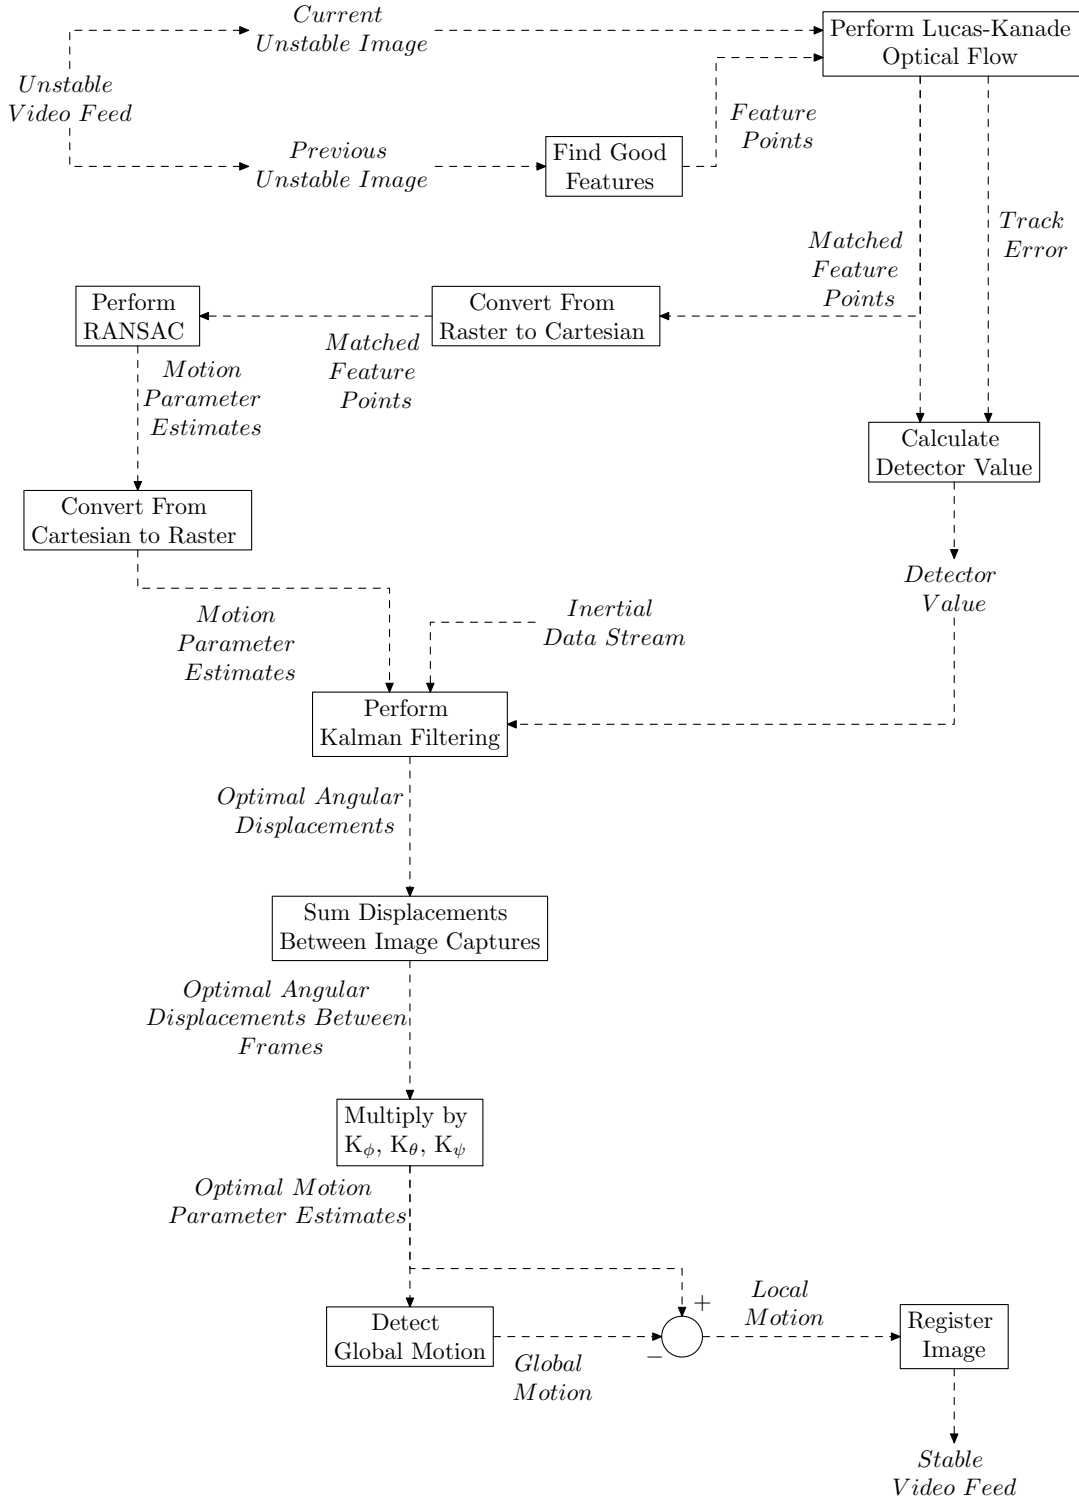 Current
Unstable Image
Perform Lucas-Kanade
Optical Flow
Unstable
Video Feed
Feature
Points
Previous
Unstable Image
Find Good
Features
Track
Error
Matched
Feature
Points
Perform
RANSAC
Convert From
Raster to Cartesian
Matched
Feature
Points
Motion
Parameter
Estimates
Calculate
Detector Value
Convert From
Cartesian to Raster
Detector
Value
Motion
Parameter
Estimates
Inertial
Data Stream
Perform
Kalman Filtering
Optimal Angular
Displacements
Sum Displacements
Between Image Captures
Optimal Angular
Displacements Between
Frames
Multiply by
K_ϕ, K_θ, K_ψ
Optimal Motion
Parameter Estimates
+
Local
Motion
Detect
Global Motion
−
Global
Motion
Register
Image
Stable
Video Feed